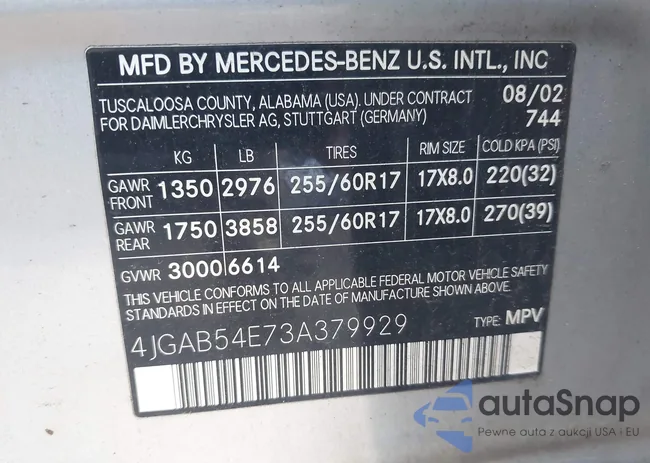 MFD BY MERCEDES-BENZ U.S. INTL., INC
TUSCALOOSA COUNTY, ALABAMA (USA). UNDER CONTRACT 08/02
FOR DAIMLERCHRYSLER AG, STUTTGART (GERMANY) 744
KG LB TIRES RIM SIZE COLD KPA (PSI)
GAWR FRONT 1350 2976 255/60R17 17X8.0 220(32)
GAWR REAR 1750 3858 255/60R17 17X8.0 270(39)
GVWR 3000 6614
THIS VEHICLE CONFORMS TO ALL APPLICABLE FEDERAL MOTOR VEHICLE SAFETY
STANDARDS IN EFFECT ON THE DATE OF MANUFACTURE SHOWN ABOVE.
4JGAB54E73A379929 TYPE: MPV
autaSnap
Pewne auta z aukcji USA i EU